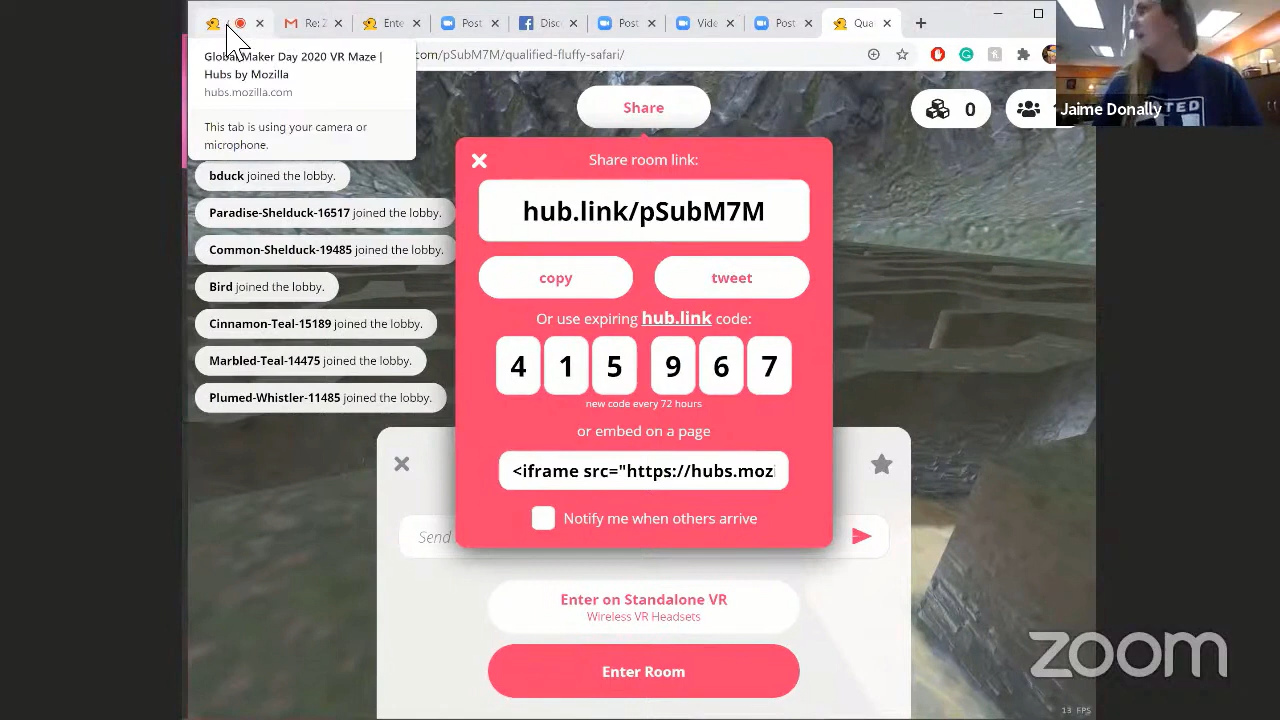 Re: Z
Ente
Post
Disc
Post
Vide
Post
Qua
Global Maker Day 2020 VR Maze |
Hubs by Mozilla
hubs.mozilla.com
This tab is using your camera or
microphone.
com/pSubM7M/qualified-fluffy-safari/
Jaime Donally
Share
0
Share room link:
hub.link/pSubM7M
copy
tweet
Or use expiring hub.link code:
4 1 5 9 6 7
new code every 72 hours
or embed on a page
<iframe src="https://hubs.mozi
Notify me when others arrive
bduck joined the lobby.
Paradise-Shelduck-16517 joined the lobby.
Common-Shelduck-19485 joined the lobby.
Bird joined the lobby.
Cinnamon-Teal-15189 joined the lobby.
Marbled-Teal-14475 joined the lobby.
Plumed-Whistler-11485 joined the lobby.
Send
Enter on Standalone VR
Wireless VR Headsets
Enter Room
zoom
13 FPS